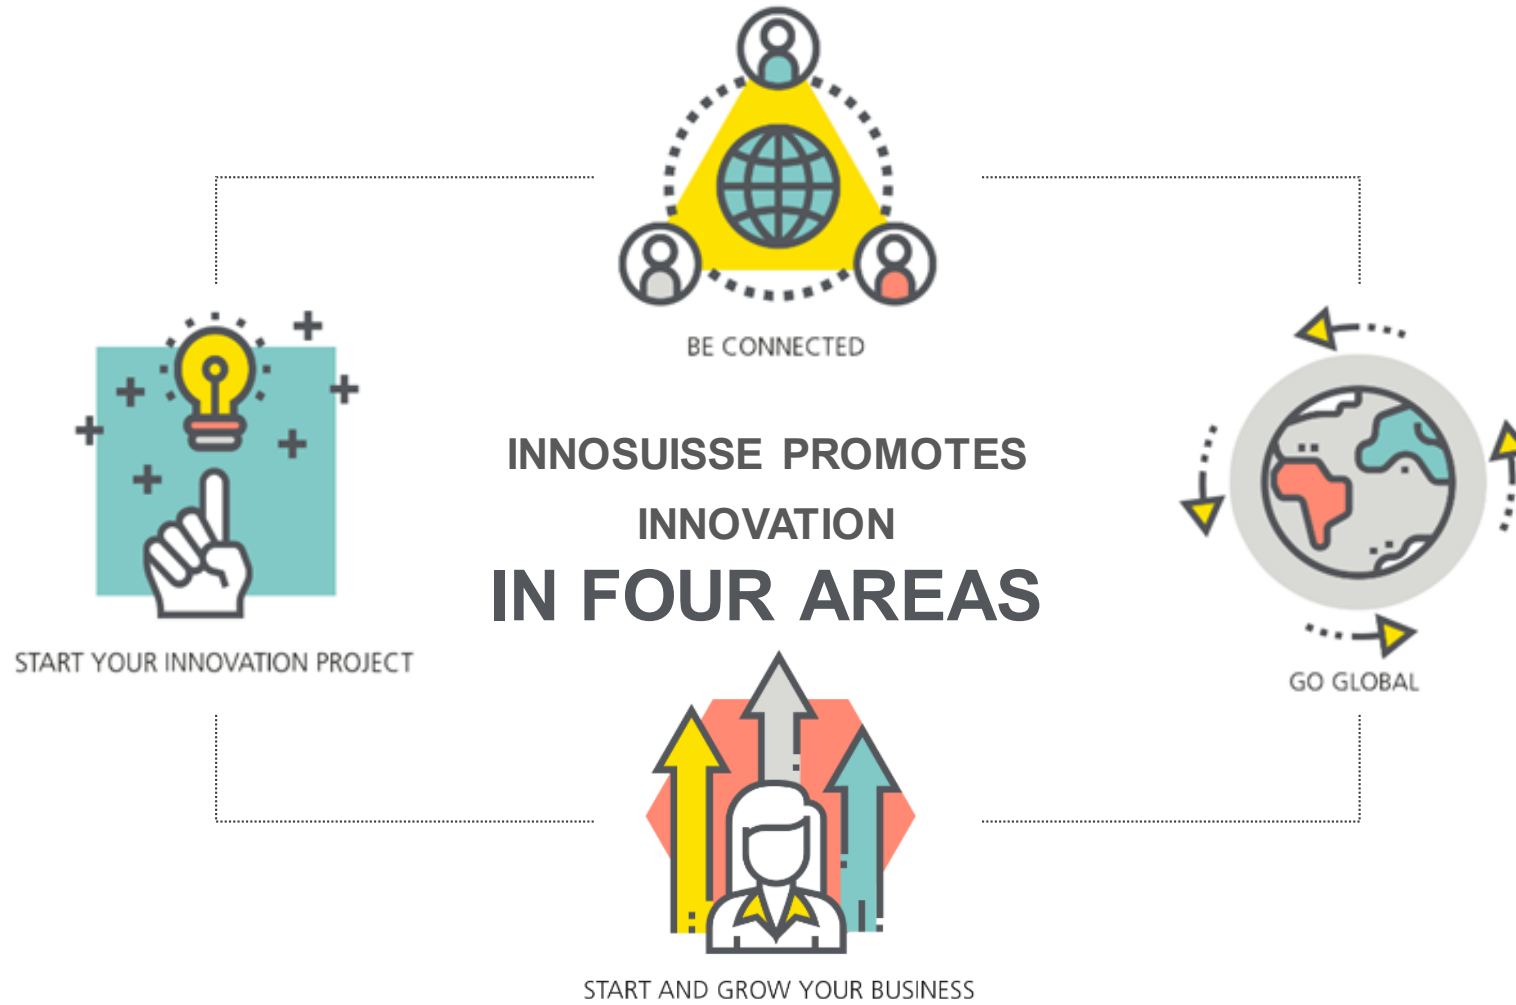 BE CONNECTED
INNOSUISSE PROMOTES
INNOVATION
IN FOUR AREAS
START YOUR INNOVATION PROJECT
GO GLOBAL
START AND GROW YOUR BUSINESS